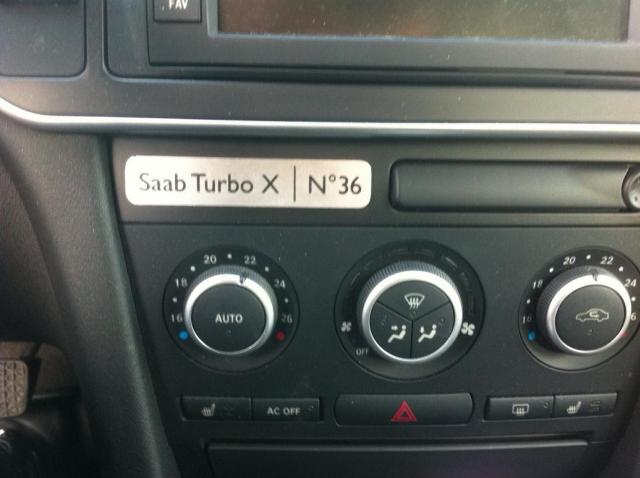 FAV
Saab Turbo X | N°36
20 22
18 24
16 26
AUTO
OFF
20 22
18 24
16 6
AC OFF